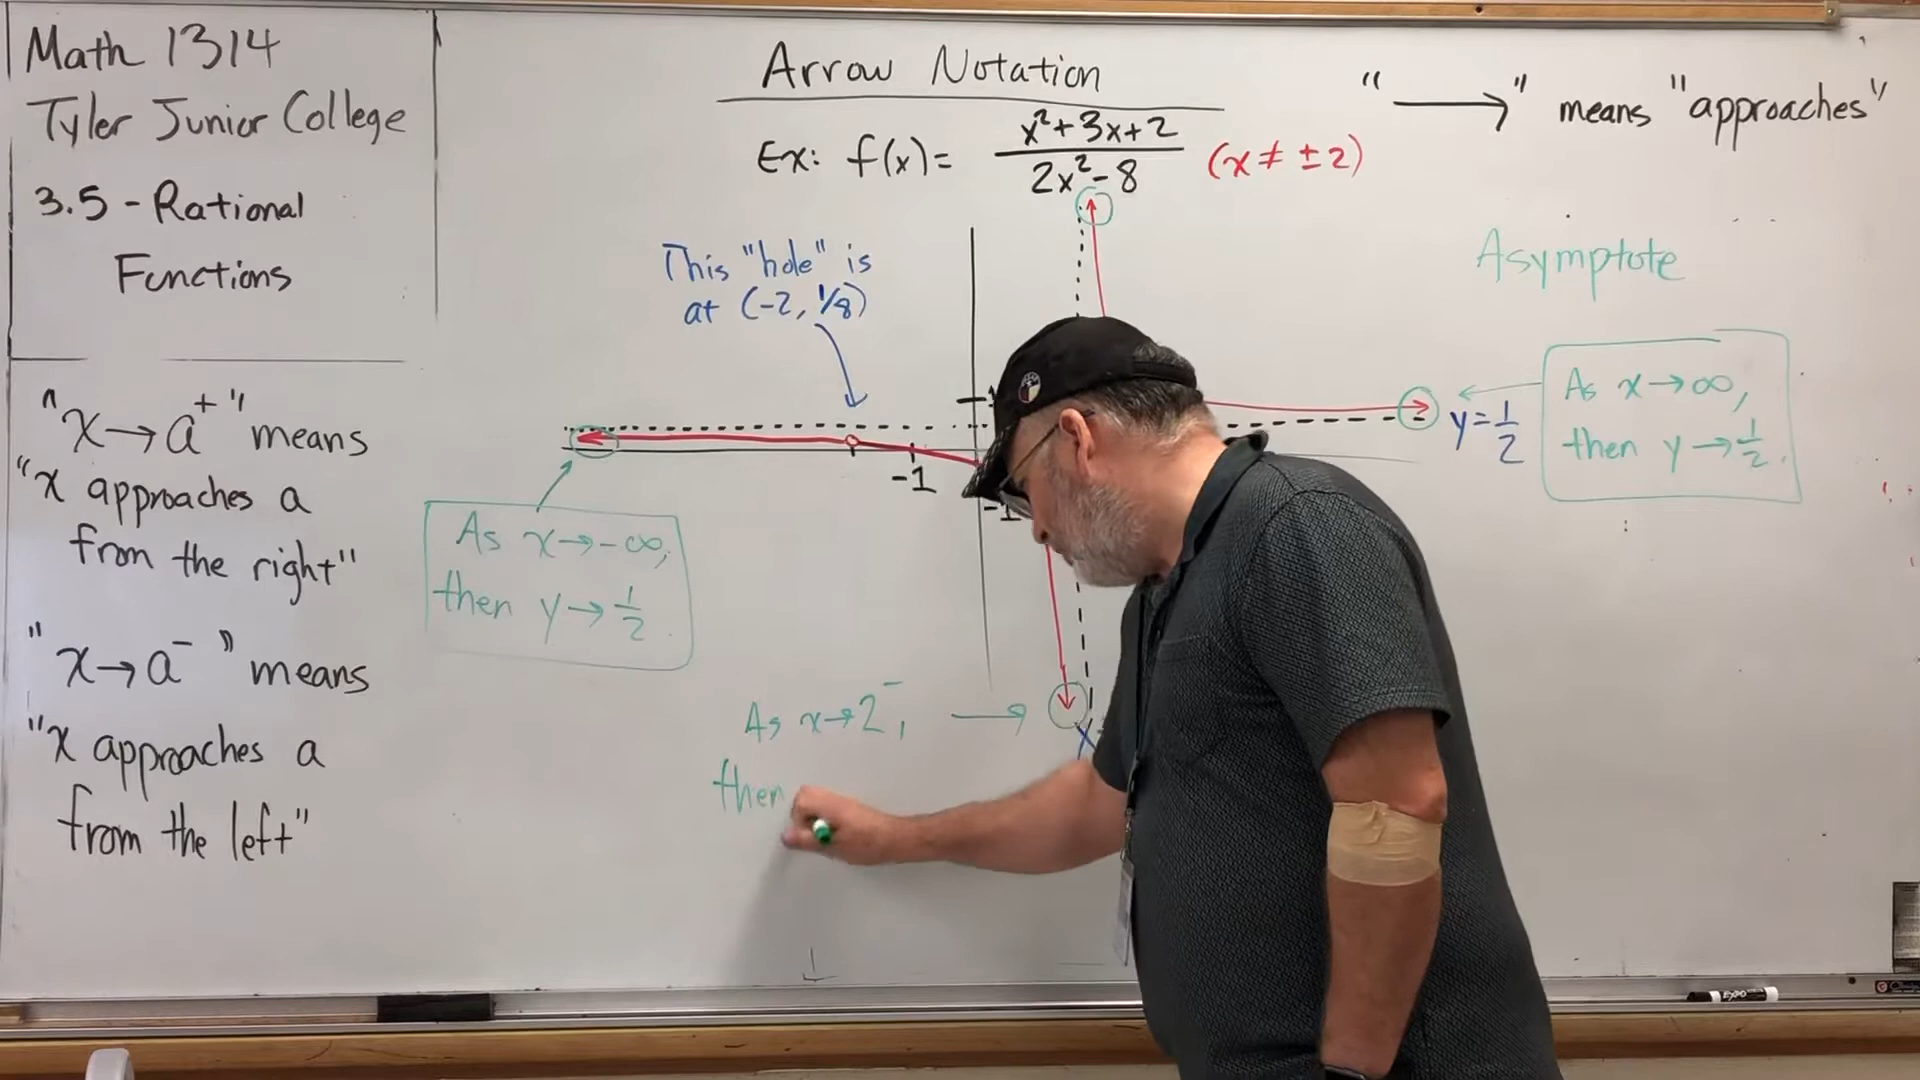 Math 1314
Tyler Junior College
3.5 - Rational
Functions
"x→a⁺" means
"x approaches a
from the right"
"x→a⁻" means
"x approaches a
from the left"
Arrow Notation
Ex: f(x) = (x²+3x+2)/(2x²-8) (x ≠ ±2)
"⟶" means "approaches"
This "hole" is
at (-2, 1/8)
Asymptote
-1
-1
y = 1/2
As x→∞,
then y→1/2.
As x→-∞,
then y→1/2.
As x→2⁻,
then
EXPO